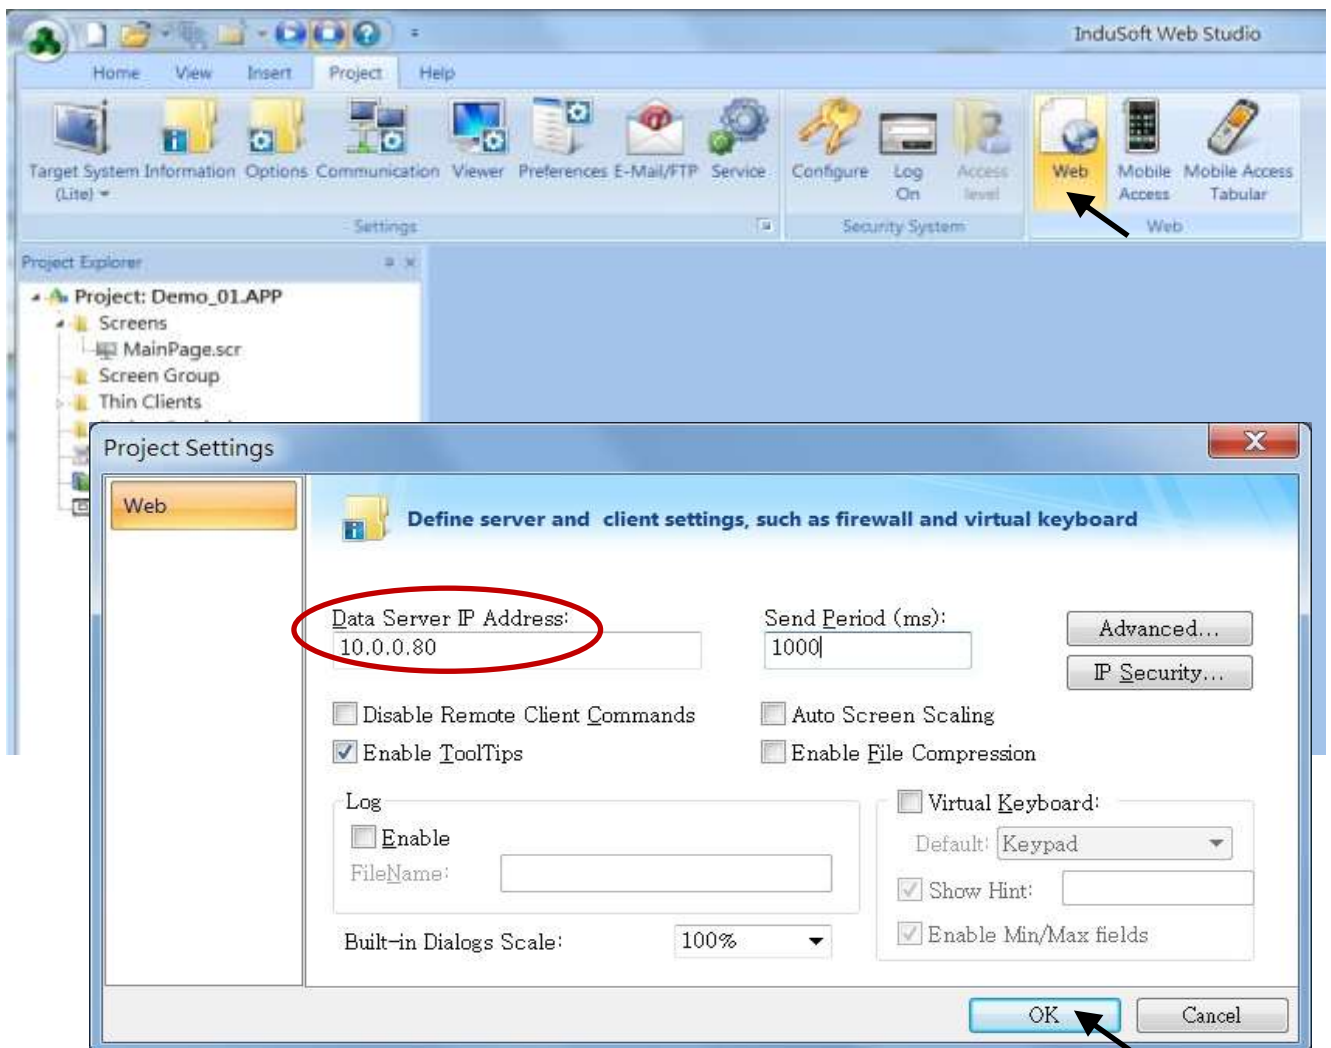 InduSoft Web Studio
Home View Insert Project Help
Target System (Lite)
Information
Options
Communication
Viewer
Preferences
E-Mail/FTP
Service
Configure
Log On
Access level
Web
Mobile Access
Mobile Access Tabular
Settings
Security System
Web
Project Explorer
Project: Demo_01.APP
Screens
MainPage.scr
Screen Group
Thin Clients
Project Settings
Web
Define server and client settings, such as firewall and virtual keyboard
Data Server IP Address:
10.0.0.80
Send Period (ms):
1000
Advanced...
IP Security...
Disable Remote Client Commands
Auto Screen Scaling
Enable ToolTips
Enable File Compression
Log
Enable
FileName:
Virtual Keyboard:
Default: Keypad
Show Hint:
Enable Min/Max fields
Built-in Dialogs Scale: 100%
OK
Cancel